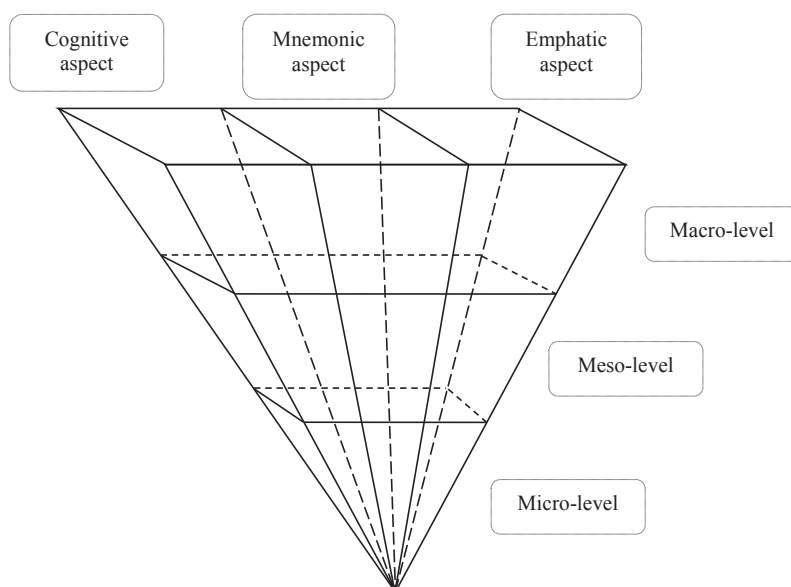 Cognitive
aspect
Mnemonic
aspect
Emphatic
aspect
Macro-level
Meso-level
Micro-level